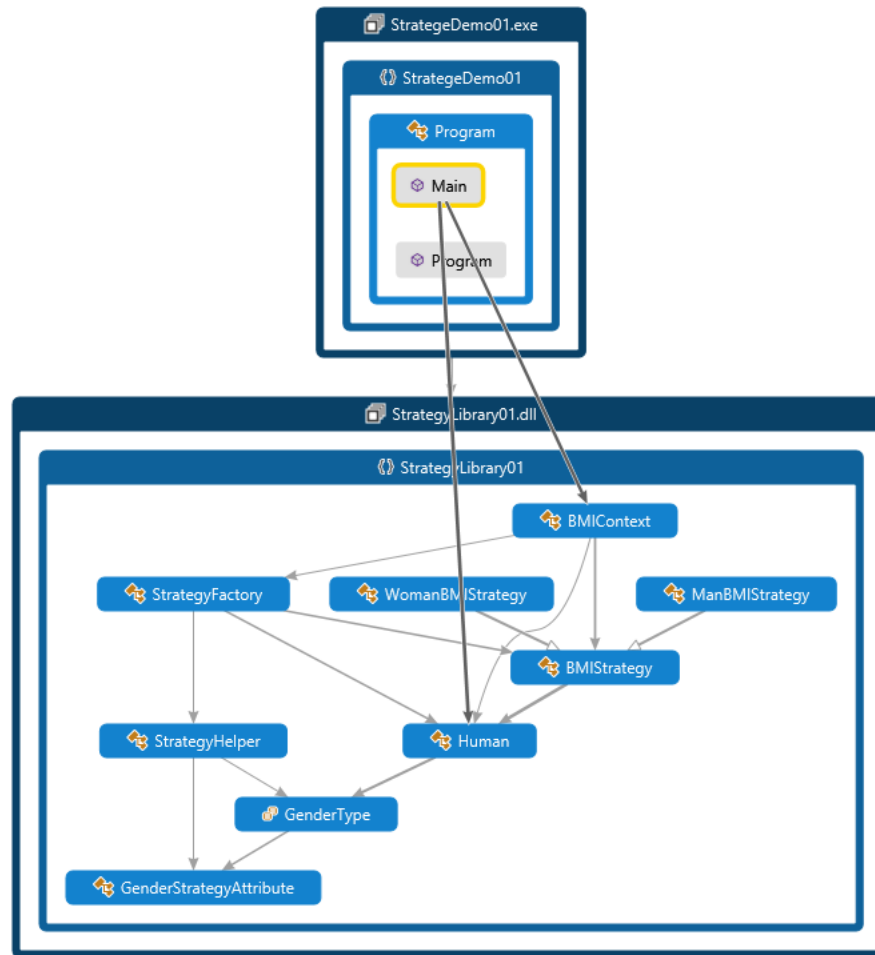 StrategeDemo01.exe
StrategeDemo01
Program
Main
Program
StrategyLibrary01.dll
StrategyLibrary01
BMIContext
StrategyFactory
WomanBMIStrategy
ManBMIStrategy
BMIStrategy
StrategyHelper
Human
GenderType
GenderStrategyAttribute